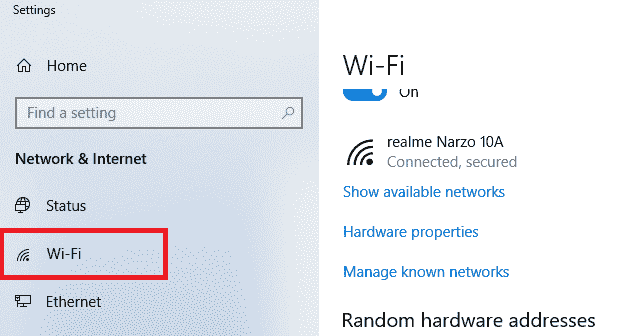 Settings
Home
Find a setting
Network & Internet
Status
Wi-Fi
Ethernet
Wi-Fi
On
realme Narzo 10A
Connected, secured
Show available networks
Hardware properties
Manage known networks
Random hardware addresses